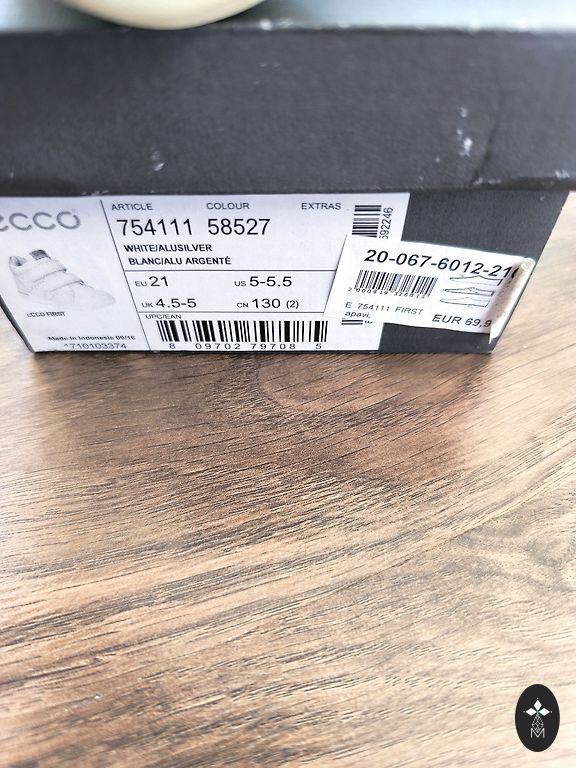 ecco
ARTICLE COLOUR EXTRAS
754111 58527
WHITE/ALUSILVER
BLANC/ALU ARGENTÉ
EU 21 US 5-5.5
UK 4.5-5 CN 130 (2)
ECCO FIRST
UPC/EAN
Made in Indonesia 09/16
1710103374
8 09702 79708 5
20-067-6012-21
E 754111 FIRST
apavi,
EUR 69,9
M